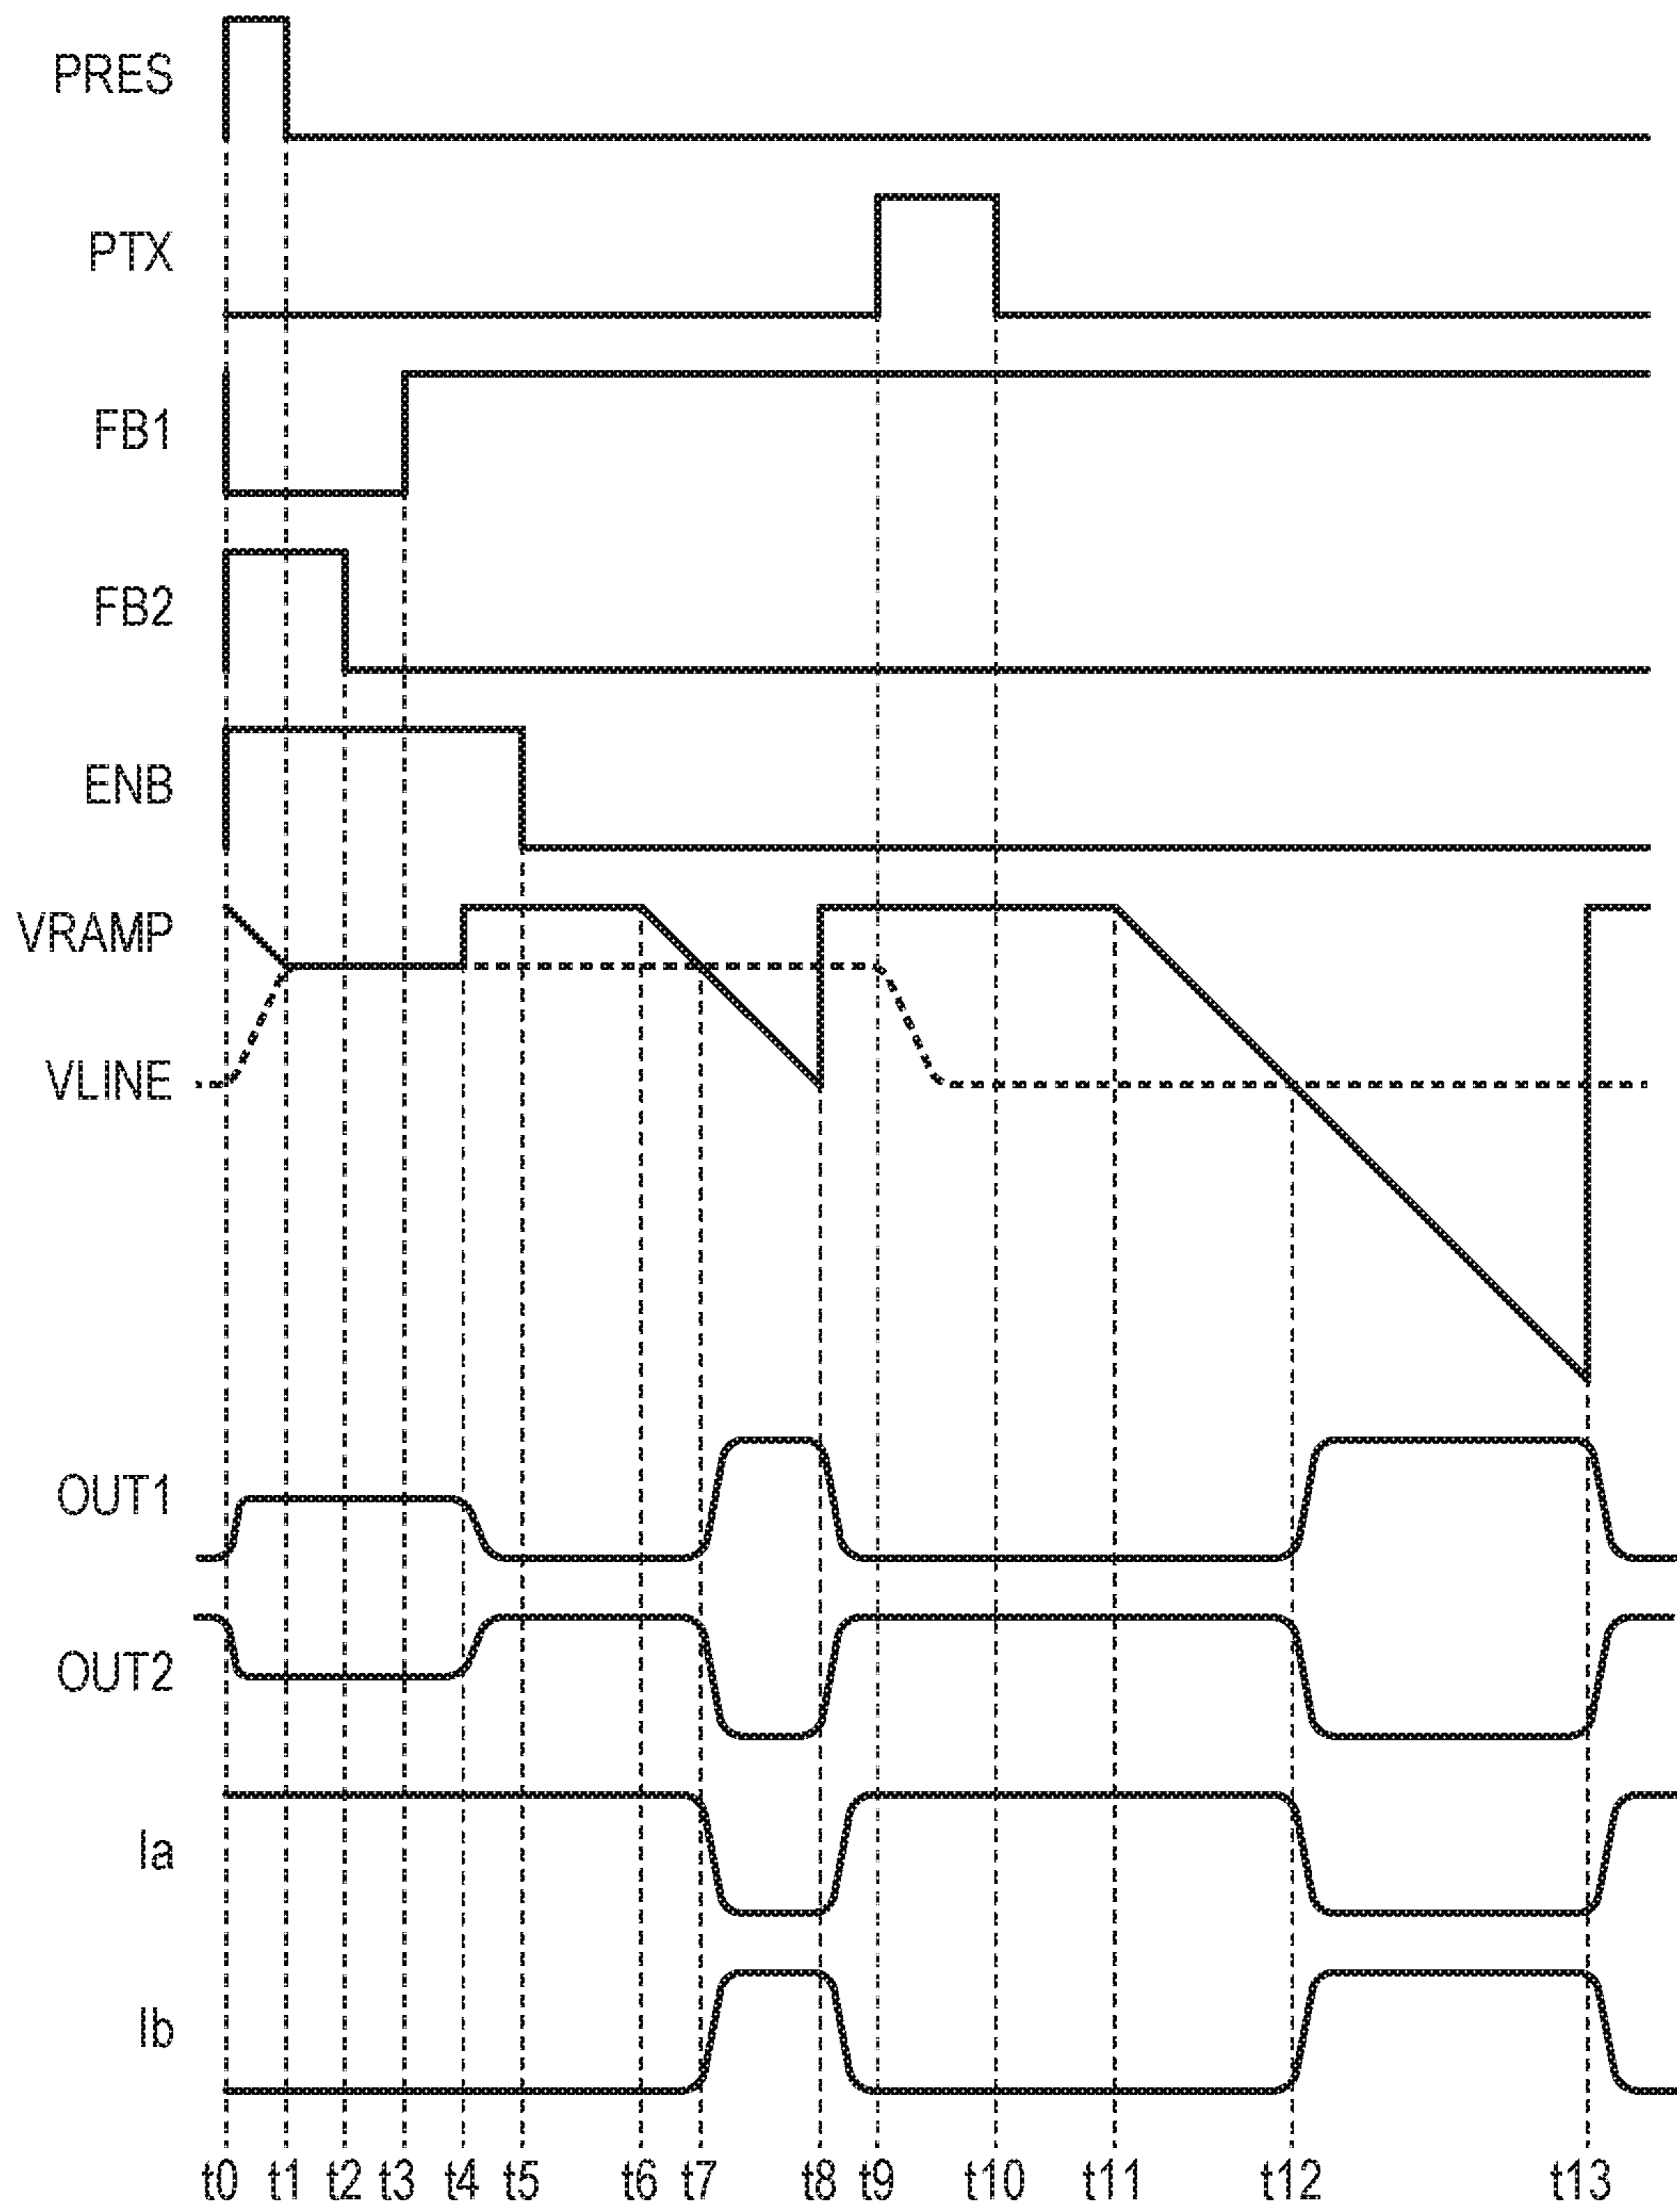 PRES
PTX
FB1
FB2
ENB
VRAMP
VLINE
OUT1
OUT2
Ia
Ib
t0 t1 t2 t3 t4 t5 t6 t7 t8 t9 t10 t11 t12 t13